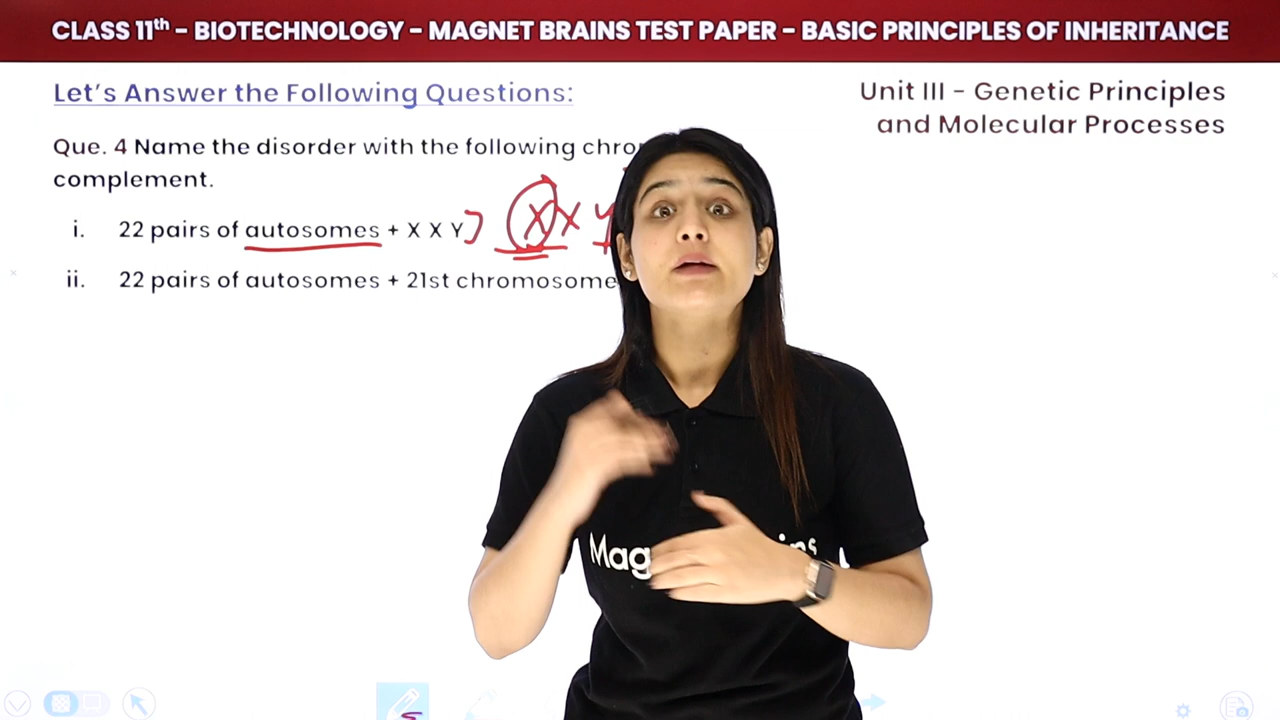 CLASS 11th – BIOTECHNOLOGY – MAGNET BRAINS TEST PAPER – BASIC PRINCIPLES OF INHERITANCE
Let's Answer the Following Questions:
Unit III – Genetic Principles
and Molecular Processes
Que. 4 Name the disorder with the following
complement.
i. 22 pairs of autosomes + X X Y
X X Y
ii. 22 pairs of autosomes + 21st chromosome